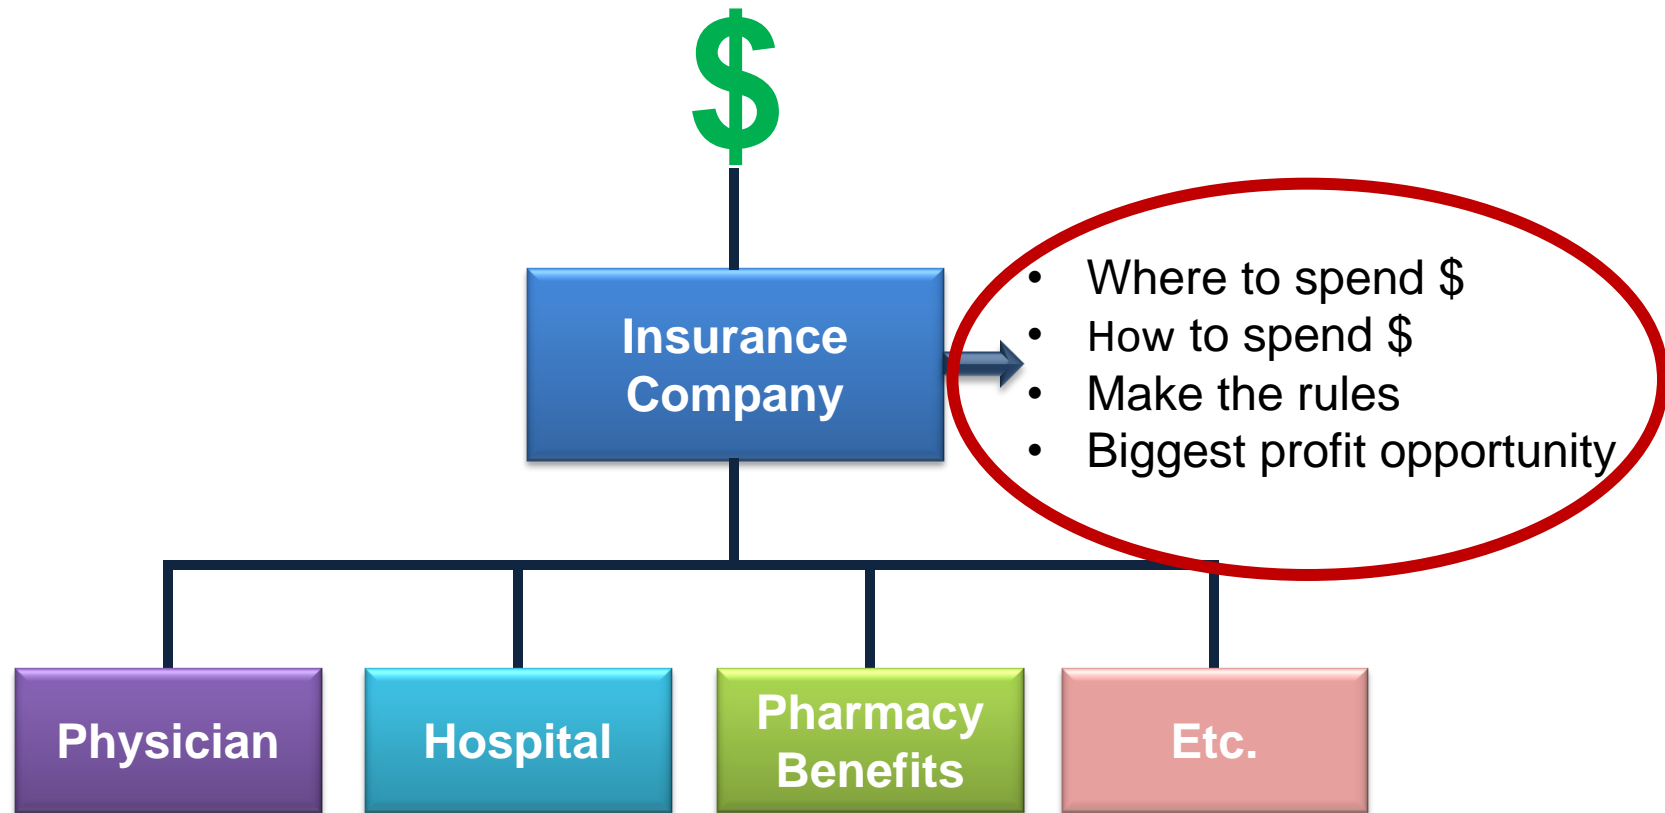 $
Insurance
Company
• Where to spend $
• How to spend $
• Make the rules
• Biggest profit opportunity
Physician
Hospital
Pharmacy
Benefits
Etc.